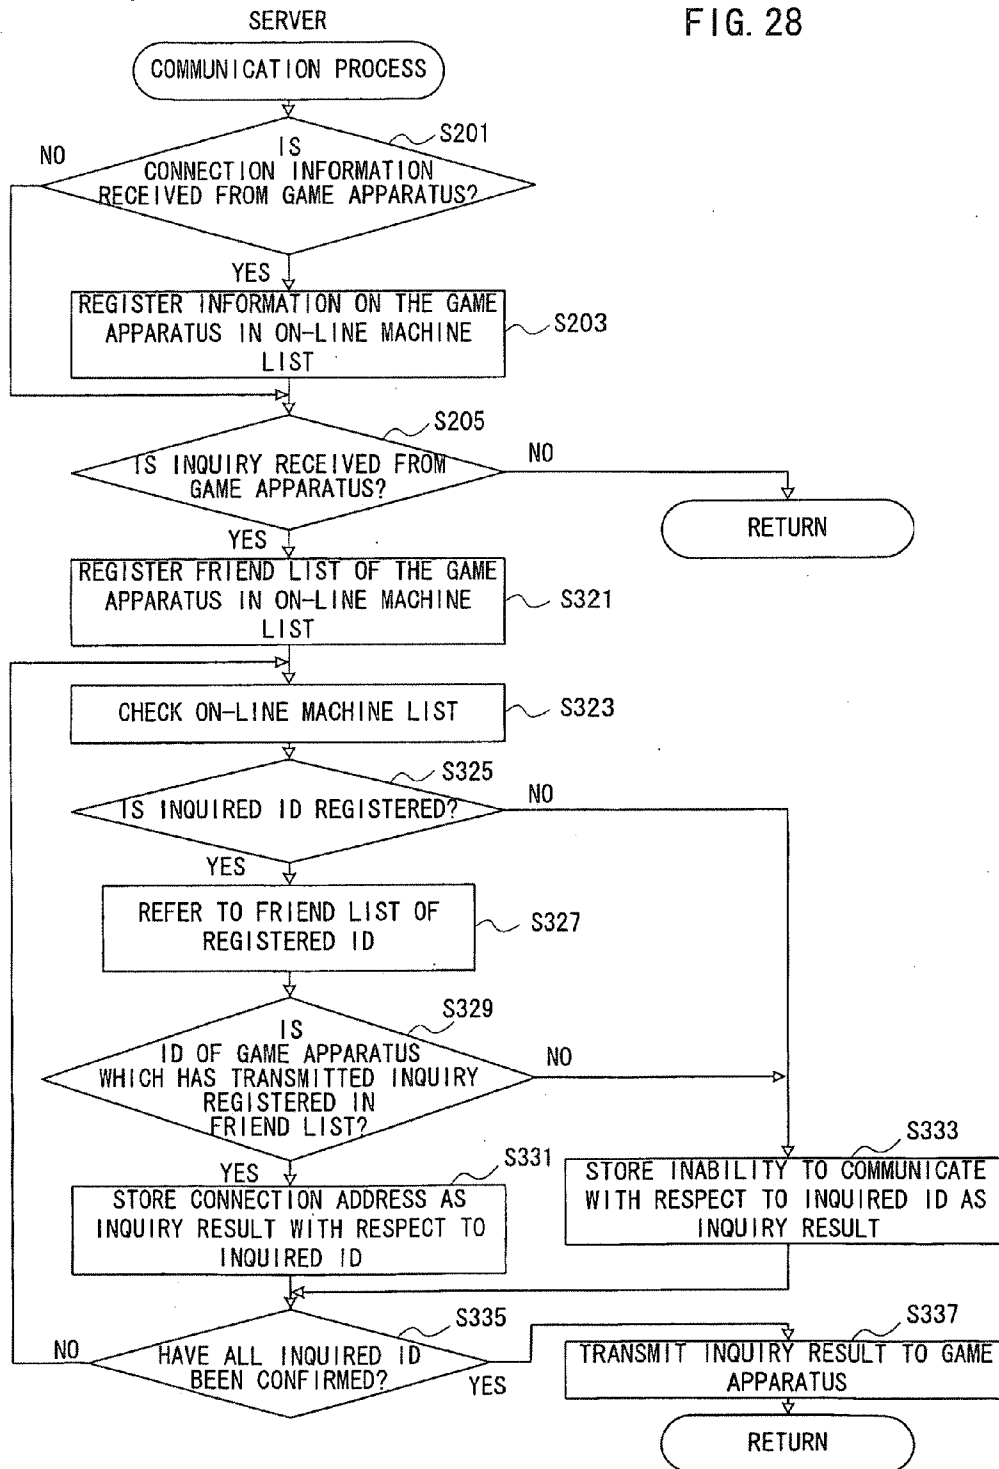 FIG. 28
SERVER
COMMUNICATION PROCESS
S201
IS
CONNECTION INFORMATION
RECEIVED FROM GAME APPARATUS?
NO
YES
REGISTER INFORMATION ON THE GAME
APPARATUS IN ON-LINE MACHINE
LIST
S203
S205
IS INQUIRY RECEIVED FROM
GAME APPARATUS?
NO
RETURN
YES
REGISTER FRIEND LIST OF THE GAME
APPARATUS IN ON-LINE MACHINE
LIST
S321
CHECK ON-LINE MACHINE LIST
S323
S325
IS INQUIRED ID REGISTERED?
NO
YES
REFER TO FRIEND LIST OF
REGISTERED ID
S327
S329
IS
ID OF GAME APPARATUS
WHICH HAS TRANSMITTED INQUIRY
REGISTERED IN
FRIEND LIST?
NO
YES
S331
STORE CONNECTION ADDRESS AS
INQUIRY RESULT WITH RESPECT TO
INQUIRED ID
S333
STORE INABILITY TO COMMUNICATE
WITH RESPECT TO INQUIRED ID AS
INQUIRY RESULT
S335
HAVE ALL INQUIRED ID
BEEN CONFIRMED?
NO
YES
S337
TRANSMIT INQUIRY RESULT TO GAME
APPARATUS
RETURN